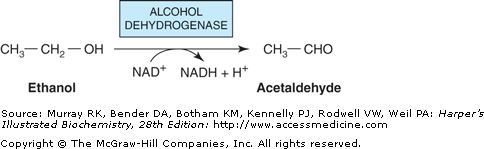 ALCOHOL
DEHYDROGENASE
CH₃—CH₂—OH
CH₃—CHO
NAD⁺
NADH + H⁺
Ethanol
Acetaldehyde
Source: Murray RK, Bender DA, Botham KM, Kennelly PJ, Rodwell VW, Weil PA: Harper's
Illustrated Biochemistry, 28th Edition: http://www.accessmedicine.com
Copyright © The McGraw-Hill Companies, Inc. All rights reserved.